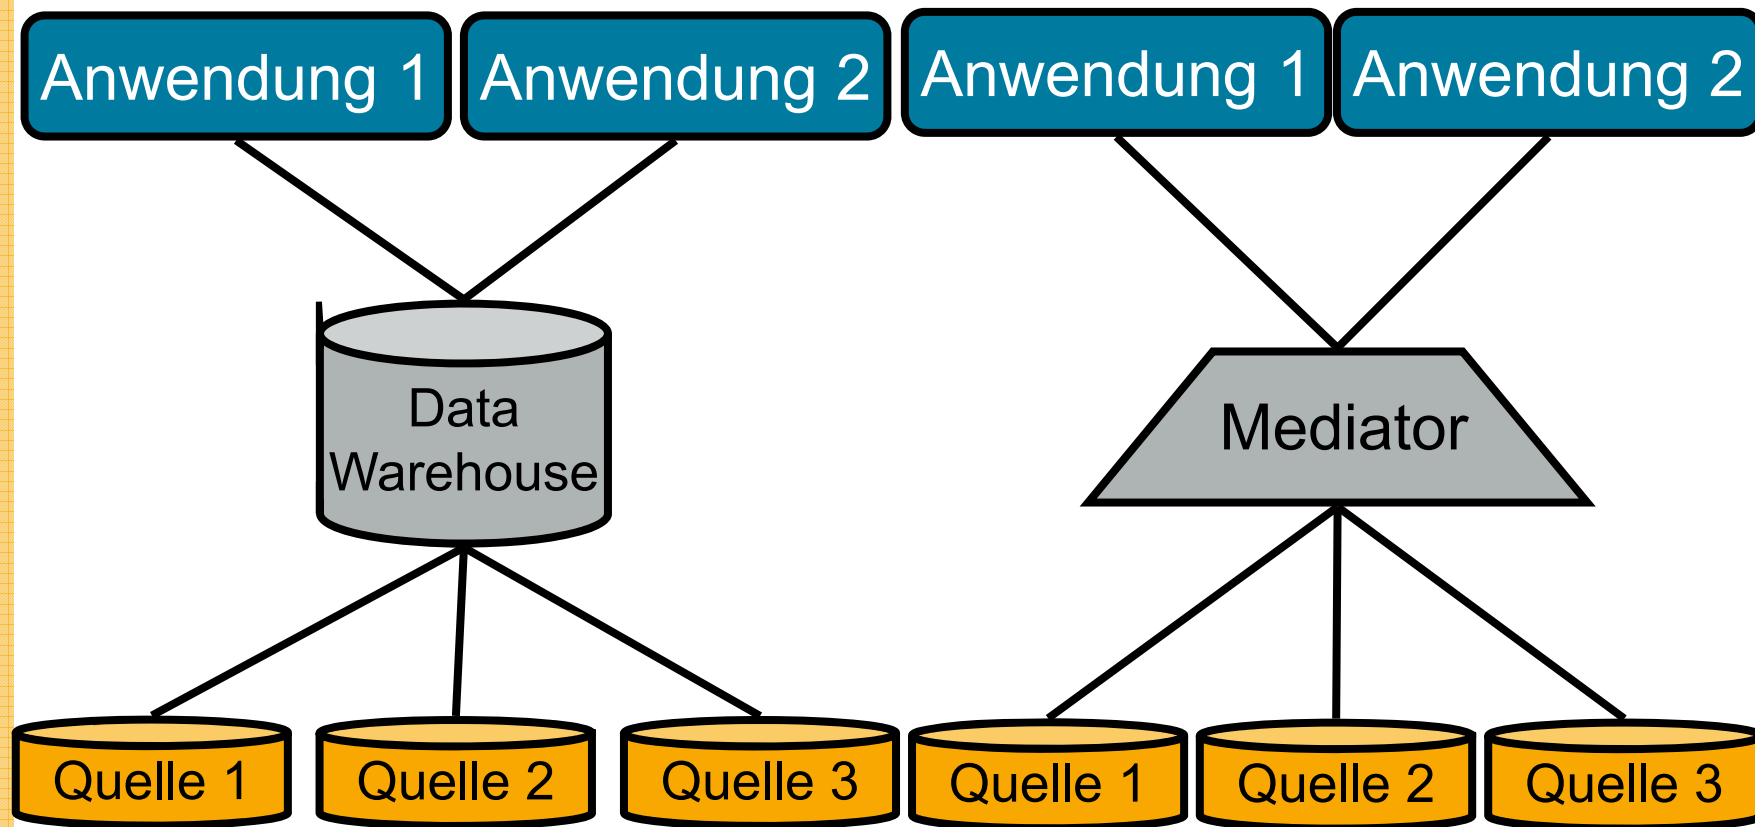 Anwendung 1
Anwendung 2
Anwendung 1
Anwendung 2
Data
Warehouse
Mediator
Quelle 1
Quelle 2
Quelle 3
Quelle 1
Quelle 2
Quelle 3